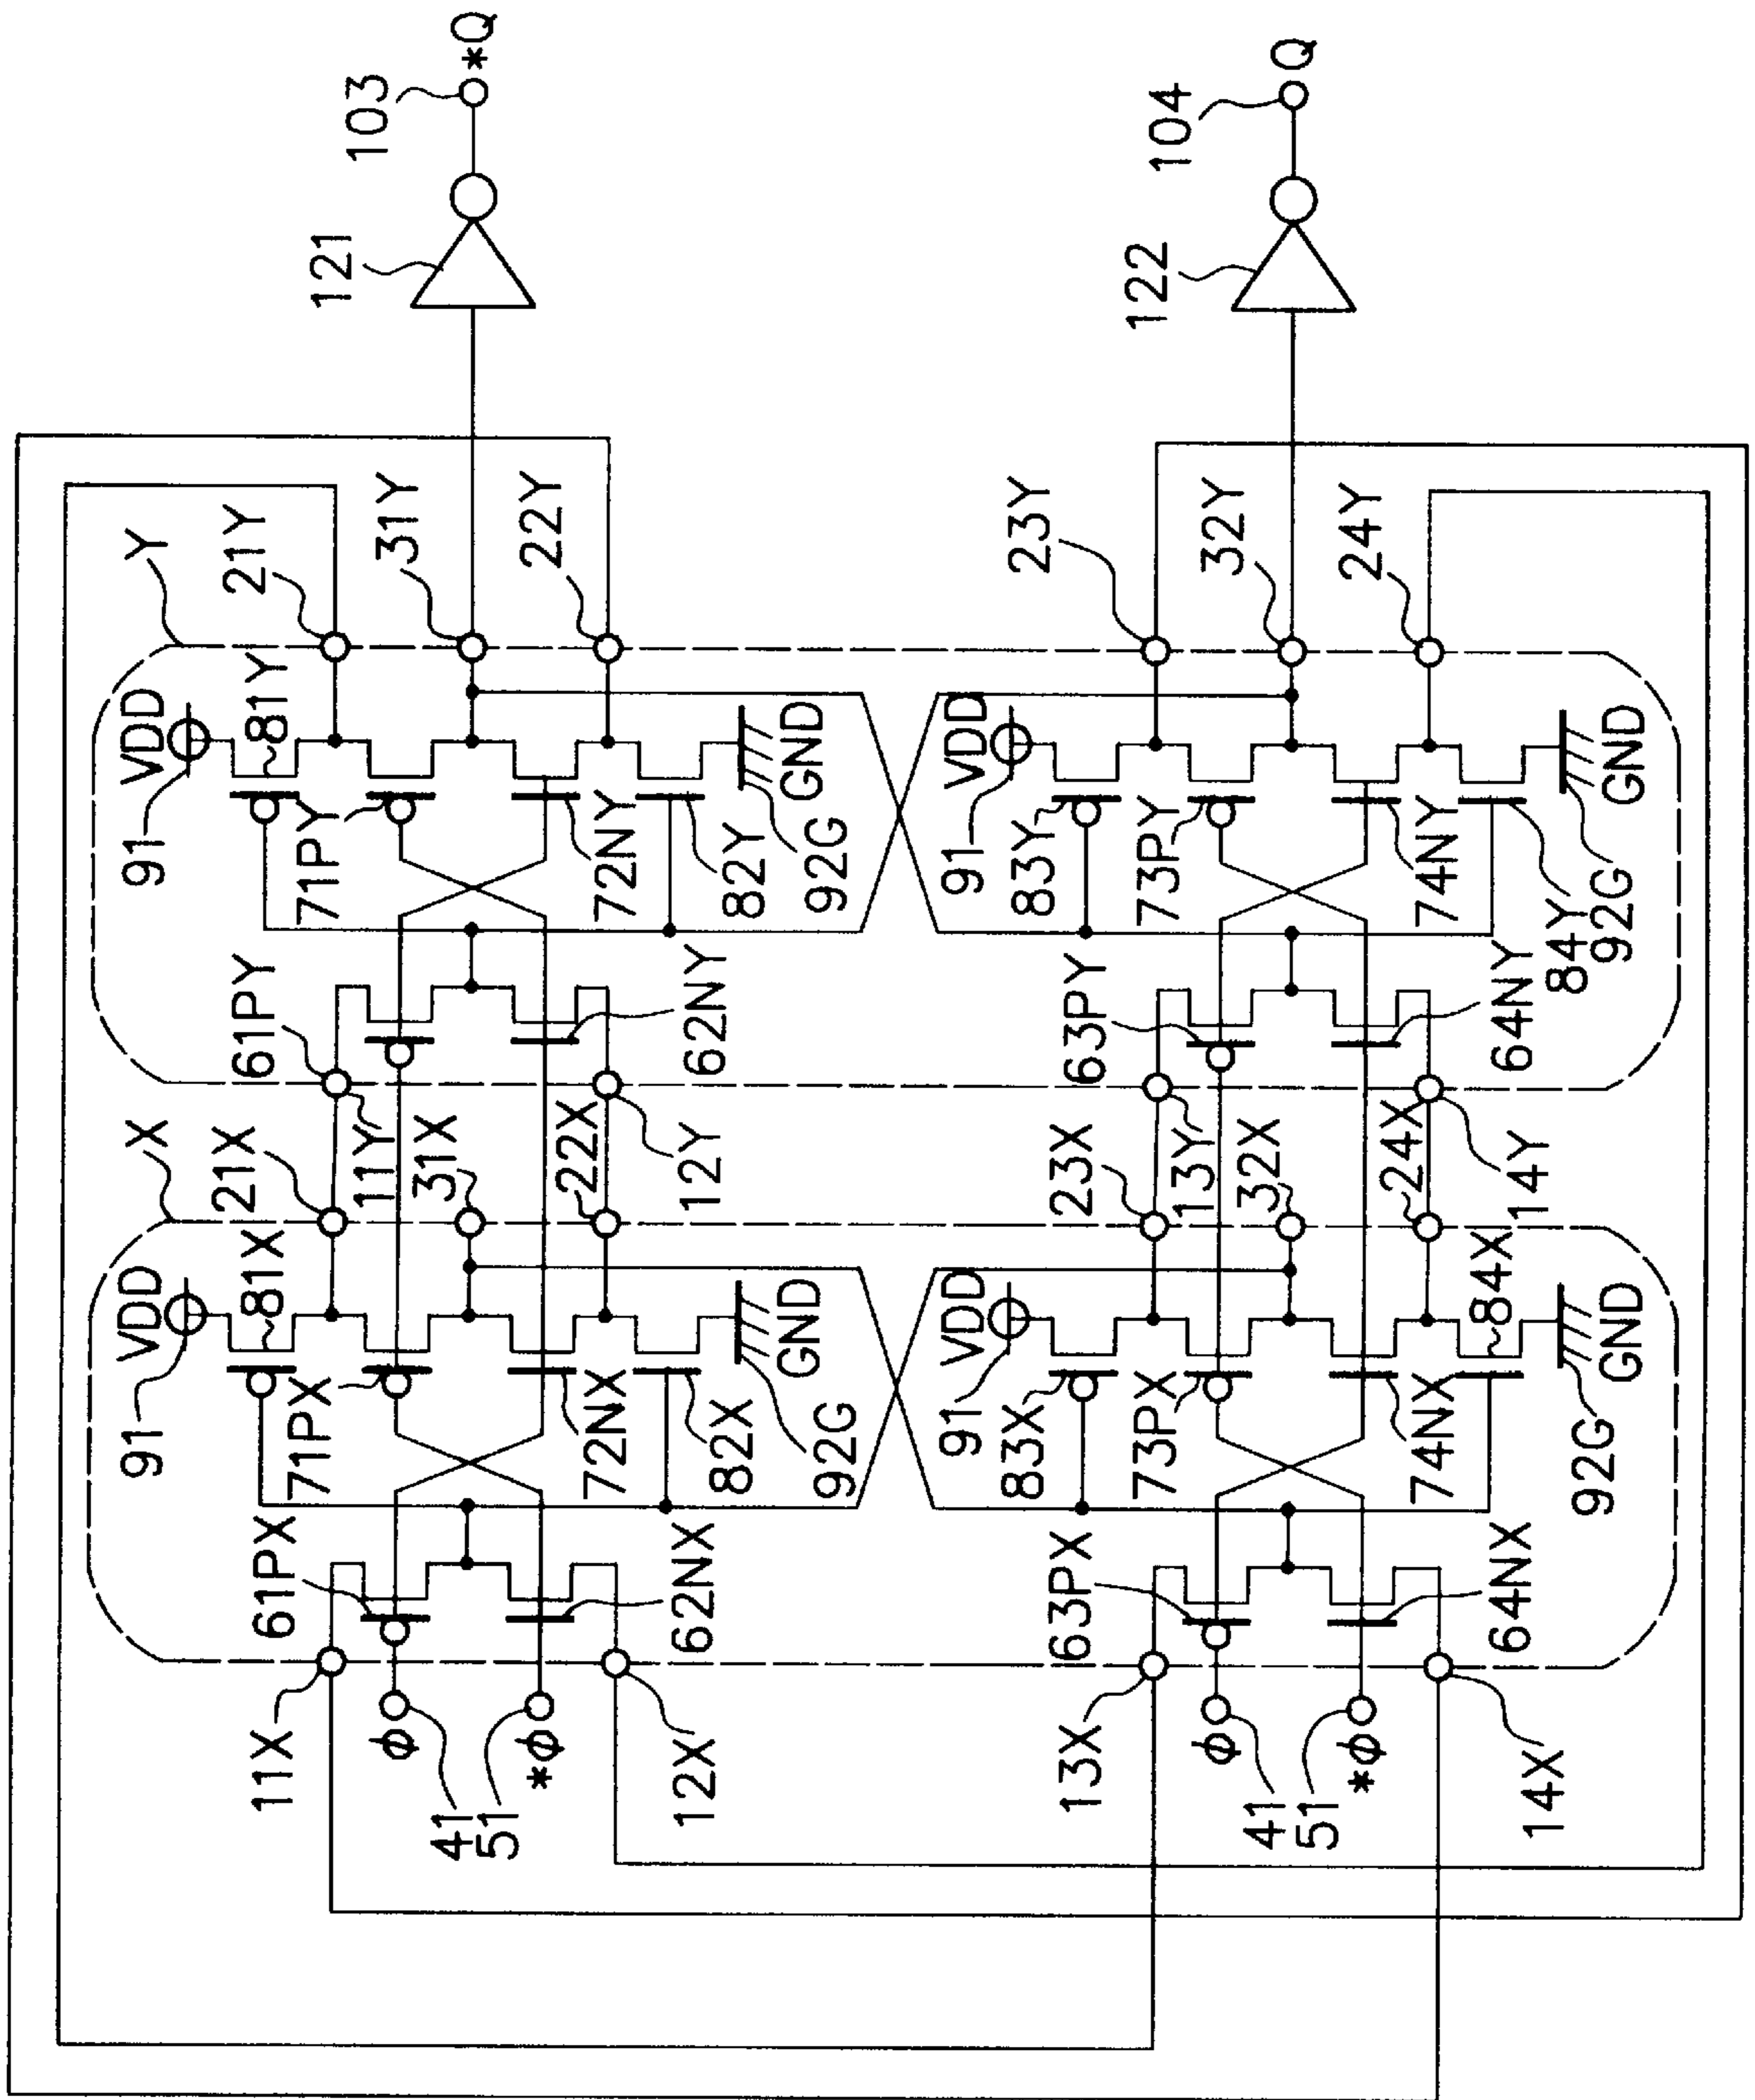 103
*Q
121
104
Q
122
Y
21Y
31Y
22Y
23Y
32Y
24Y
VDD
81Y
91
71PY
72NY
82Y
92G
GND
VDD
91
83Y
73PY
74NY
84Y
92G
GND
61PY
62NY
63PY
64NY
11Y
12Y
13Y
14Y
X
21X
31X
22X
23X
32X
24X
VDD
81X
91
71PX
72NX
82X
92G
GND
VDD
91
83X
73PX
74NX
84X
92G
GND
61PX
62NX
63PX
64NX
11X
ϕ
41
*ϕ
51
12X
13X
ϕ
41
*ϕ
51
14X